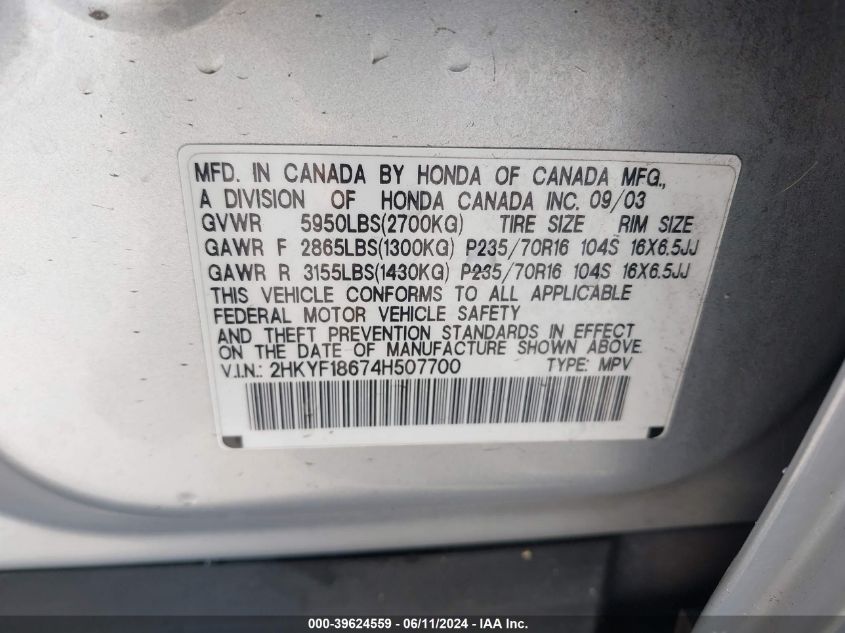 MFD. IN CANADA BY HONDA OF CANADA MFG.,
A DIVISION OF HONDA CANADA INC. 09/03
GVWR 5950LBS(2700KG) TIRE SIZE RIM SIZE
GAWR F 2865LBS(1300KG) P235/70R16 104S 16X6.5JJ
GAWR R 3155LBS(1430KG) P235/70R16 104S 16X6.5JJ
THIS VEHICLE CONFORMS TO ALL APPLICABLE
FEDERAL MOTOR VEHICLE SAFETY
AND THEFT PREVENTION STANDARDS IN EFFECT
ON THE DATE OF MANUFACTURE SHOWN ABOVE.
V.I.N.: 2HKYF18674H507700 TYPE: MPV
000-39624559 - 06/11/2024 - IAA Inc.